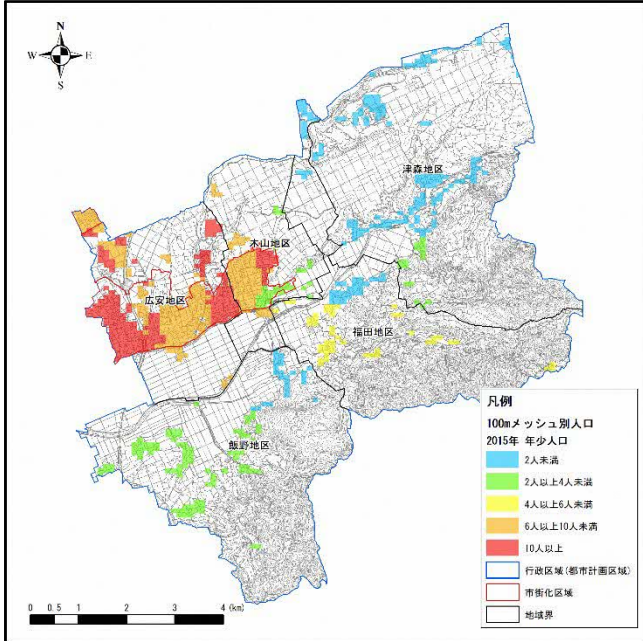 N
W
E
S
津森地区
木山地区
広安地区
福田地区
飯野地区
凡例
100mメッシュ別人口
2015年 年少人口
2人未満
2人以上4人未満
4人以上6人未満
6人以上10人未満
10人以上
行政区域(都市計画区域)
市街化区域
地域界
0 0.5 1 2 3 4 (km)